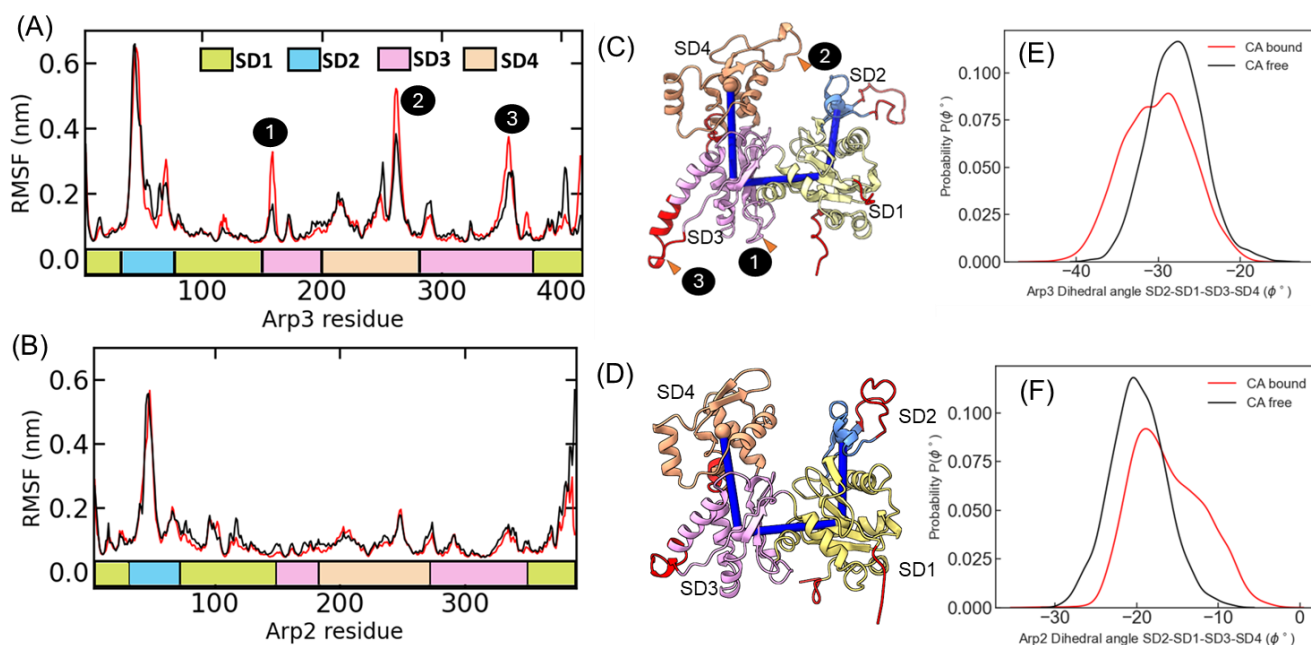 (A)
SD1 SD2 SD3 SD4
1
2
3
RMSF (nm)
0.6
0.4
0.2
0.0
100 200 300 400
Arp3 residue
(B)
RMSF (nm)
0.6
0.4
0.2
0.0
100 200 300
Arp2 residue
(C)
SD4
2
SD2
SD1
SD3
1
3
(D)
SD4
SD2
SD3
SD1
(E)
CA bound
CA free
Probability P(ϕ°)
0.100
0.075
0.050
0.025
0.000
−40 −30 −20
Arp3 Dihedral angle SD2-SD1-SD3-SD4 (ϕ°)
(F)
CA bound
CA free
Probability P(ϕ°)
0.100
0.075
0.050
0.025
0.000
−30 −20 −10 0
Arp2 Dihedral angle SD2-SD1-SD3-SD4 (ϕ°)